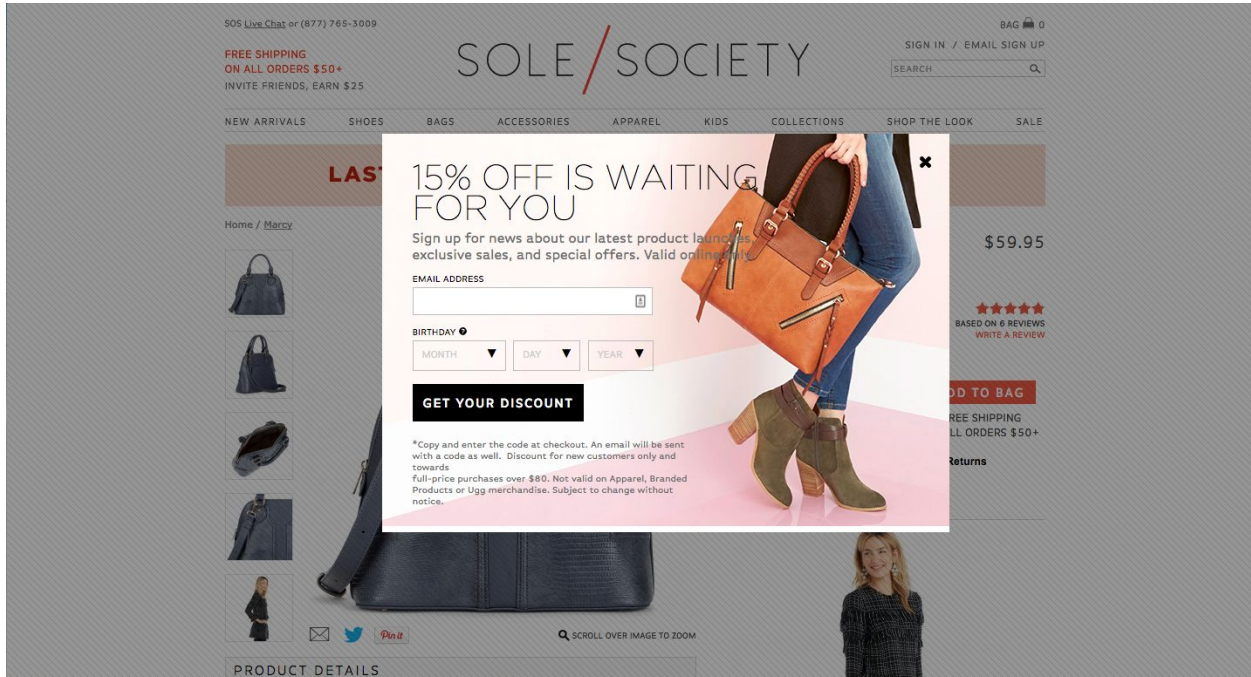 SOS Live Chat or (877) 765-3009
BAG 0
FREE SHIPPING
ON ALL ORDERS $50+
INVITE FRIENDS, EARN $25
SOLE/SOCIETY
SIGN IN / EMAIL SIGN UP
SEARCH
NEW ARRIVALS SHOES BAGS ACCESSORIES APPAREL KIDS COLLECTIONS SHOP THE LOOK SALE
Home / Marcy
15% OFF IS WAITING
FOR YOU
Sign up for news about our latest product launches,
exclusive sales, and special offers. Valid online only.
EMAIL ADDRESS
BIRTHDAY
MONTH DAY YEAR
GET YOUR DISCOUNT
*Copy and enter the code at checkout. An email will be sent
with a code as well. Discount for new customers only and
towards
full-price purchases over $80. Not valid on Apparel, Branded
Products or Ugg merchandise. Subject to change without
notice.
$59.95
BASED ON 6 REVIEWS
WRITE A REVIEW
TO BAG
SHIPPING
ORDERS $50+
Returns
Pin it
SCROLL OVER IMAGE TO ZOOM
PRODUCT DETAILS